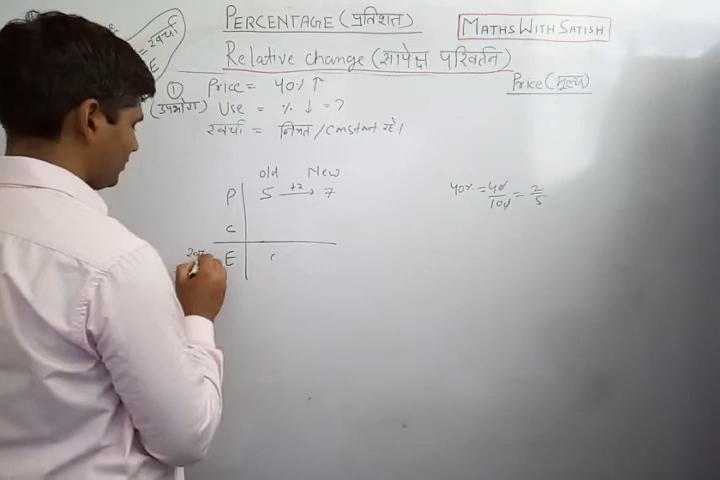 PERCENTAGE (प्रतिशत)
MATHS WITH SATISH
Relative change (सापेक्ष परिवर्तन)
= खर्चा
E
Price (मूल्य)
① Price = 40% ↑
(उपभोग) Use = % ↓ = ?
खर्चा = नियत / constant रहे।
old New
P 5 +2 → 7
40% = 40/100 = 2/5
C
E